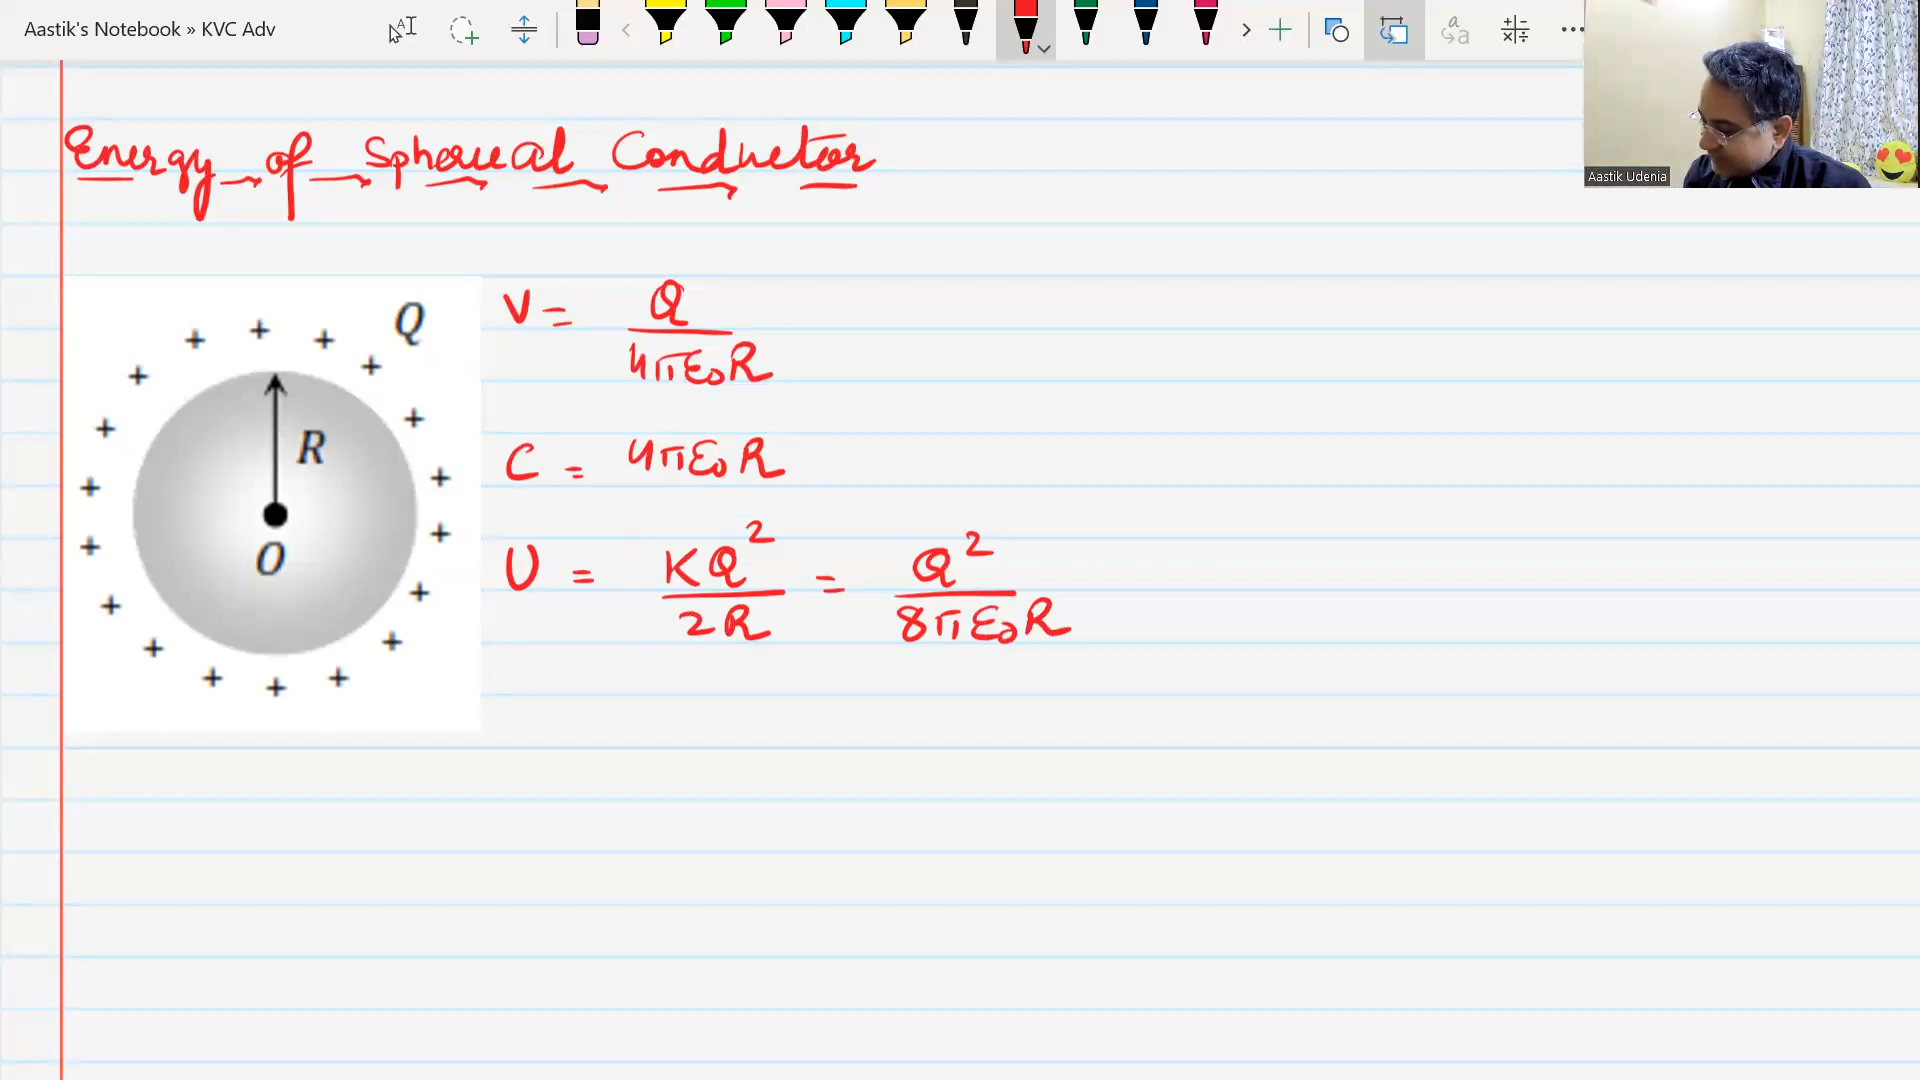 Aastik's Notebook » KVC Adv
Aastik Udenia
Energy of Spherical Conductor
Q
R
O
V = Q / 4πε₀R
C = 4πε₀R
U = KQ² / 2R = Q² / 8πε₀R